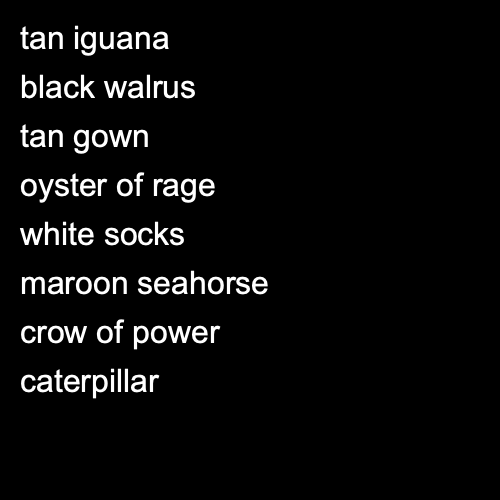 tan iguana
black walrus
tan gown
oyster of rage
white socks
maroon seahorse
crow of power
caterpillar